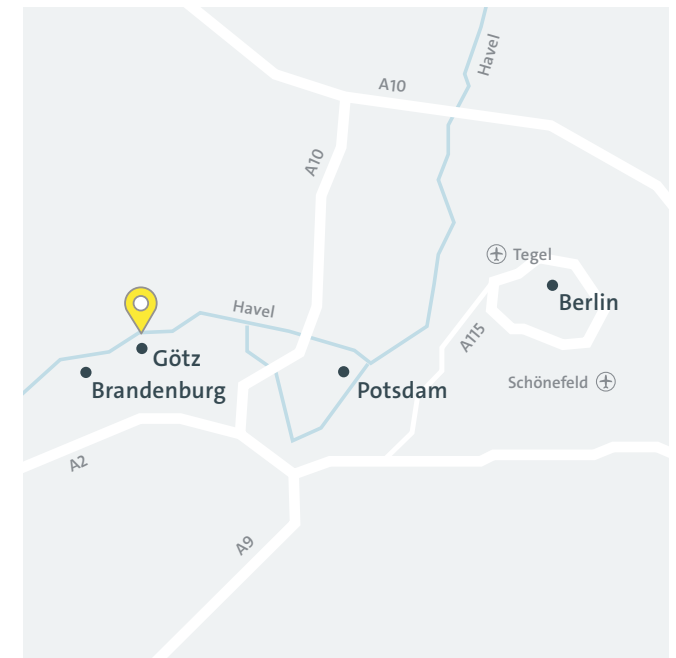 Havel
A10
A10
Tegel
Berlin
Havel
A115
Götz
Schönefeld
Brandenburg
Potsdam
A2
A9